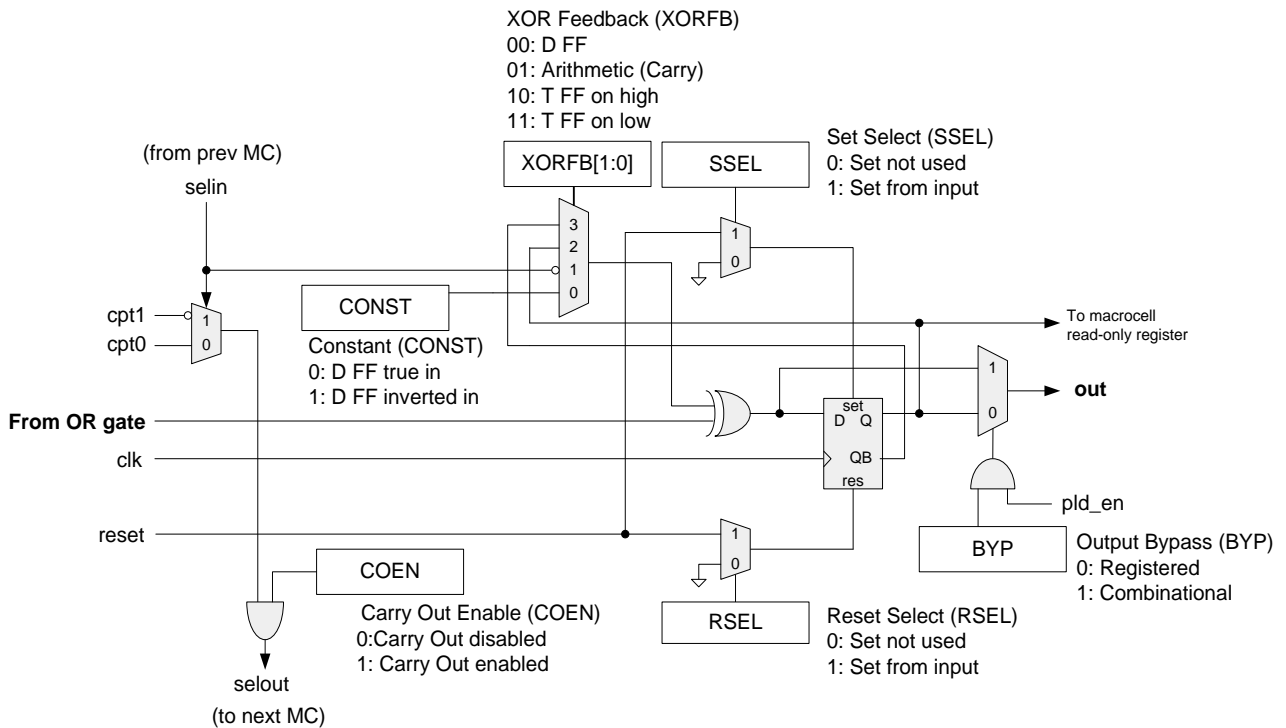 XOR Feedback (XORFB)
00: D FF
01: Arithmetic (Carry)
10: T FF on high
11: T FF on low
(from prev MC)
selin
XORFB[1:0]
SSEL
Set Select (SSEL)
0: Set not used
1: Set from input
3
2
1
0
1
0
CONST
Constant (CONST)
0: D FF true in
1: D FF inverted in
cpt1
cpt0
1
0
To macrocell
read-only register
1
0
out
From OR gate
set
D
Q
QB
res
clk
pld_en
reset
1
0
BYP
Output Bypass (BYP)
0: Registered
1: Combinational
COEN
Carry Out Enable (COEN)
0:Carry Out disabled
1: Carry Out enabled
RSEL
Reset Select (RSEL)
0: Set not used
1: Set from input
selout
(to next MC)